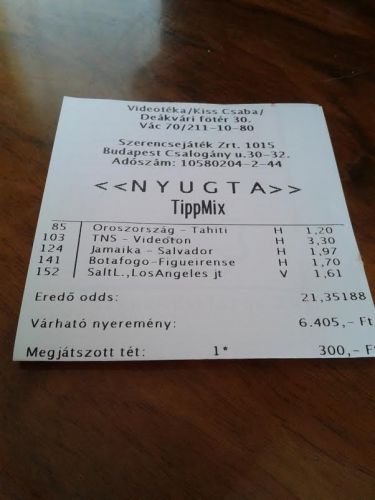 Videotéka/Kiss Csaba/
Deákvári fotér 30.
Vác 70/211-10-80
Szerencsejáték Zrt. 1015
Budapest Csalogány u.30-32.
Adószám: 10580204-2-44
<<NYUGTA>>
TippMix
85 Oroszország - Tahiti H 1,20
103 TNS - Videoton H 3,30
124 Jamaika - Salvador H 1,97
141 Botafogo-Figueirense H 1,70
152 SaltL.,LosAngeles jt V 1,61
Eredő odds: 21,35188
Várható nyeremény: 6.405,- Ft
Megjátszott tét: 1* 300,- Ft